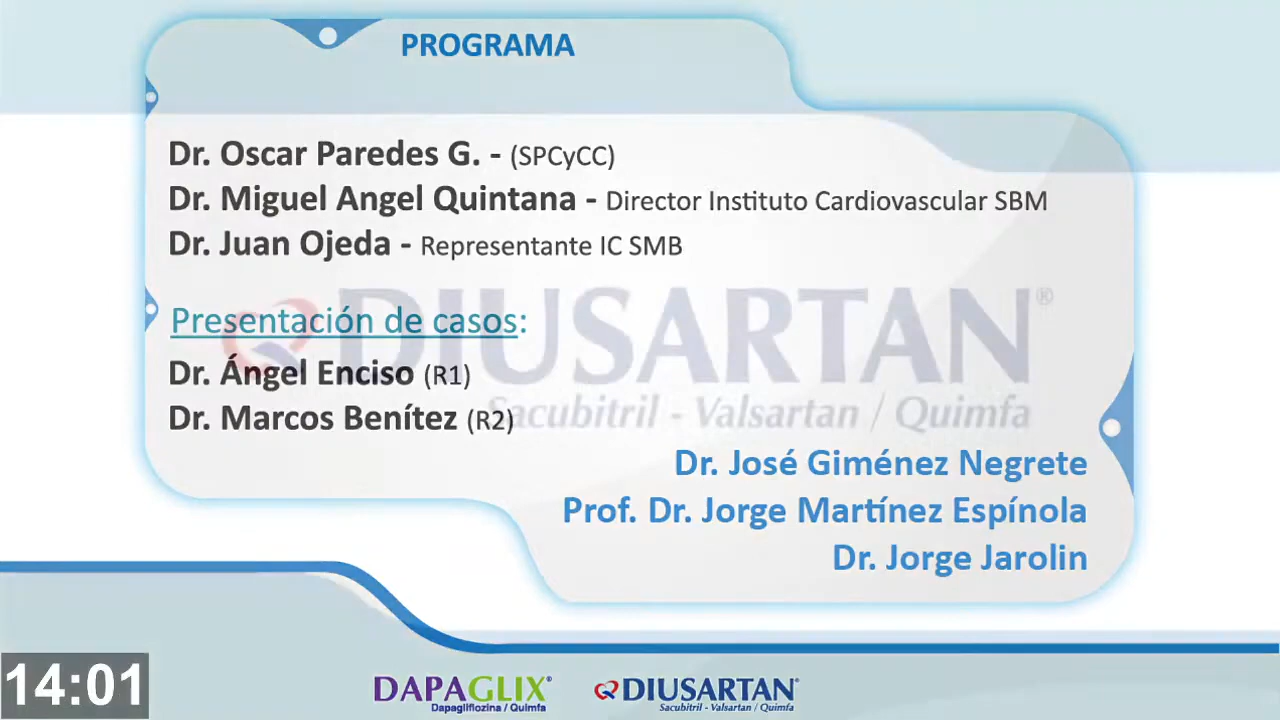 PROGRAMA
Dr. Oscar Paredes G. - (SPCyCC)
Dr. Miguel Angel Quintana - Director Instituto Cardiovascular SBM
Dr. Juan Ojeda - Representante IC SMB
DIUSARTAN®
Sacubitril - Valsartan / Quimfa
Presentación de casos:
Dr. Ángel Enciso (R1)
Dr. Marcos Benítez (R2)
Dr. José Giménez Negrete
Prof. Dr. Jorge Martínez Espínola
Dr. Jorge Jarolin
14:01
DAPAGLIX®
Dapagliflozina / Quimfa
DIUSARTAN®
Sacubitril - Valsartan / Quimfa